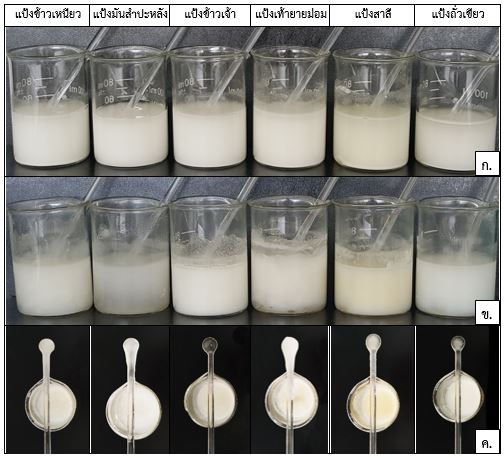 แป้งข้าวเหนียว
แป้งมันสำปะหลัง
แป้งข้าวเจ้า
แป้งเท้ายายม่อม
แป้งสาลี
แป้งถั่วเขียว
ก.
ข.
ค.